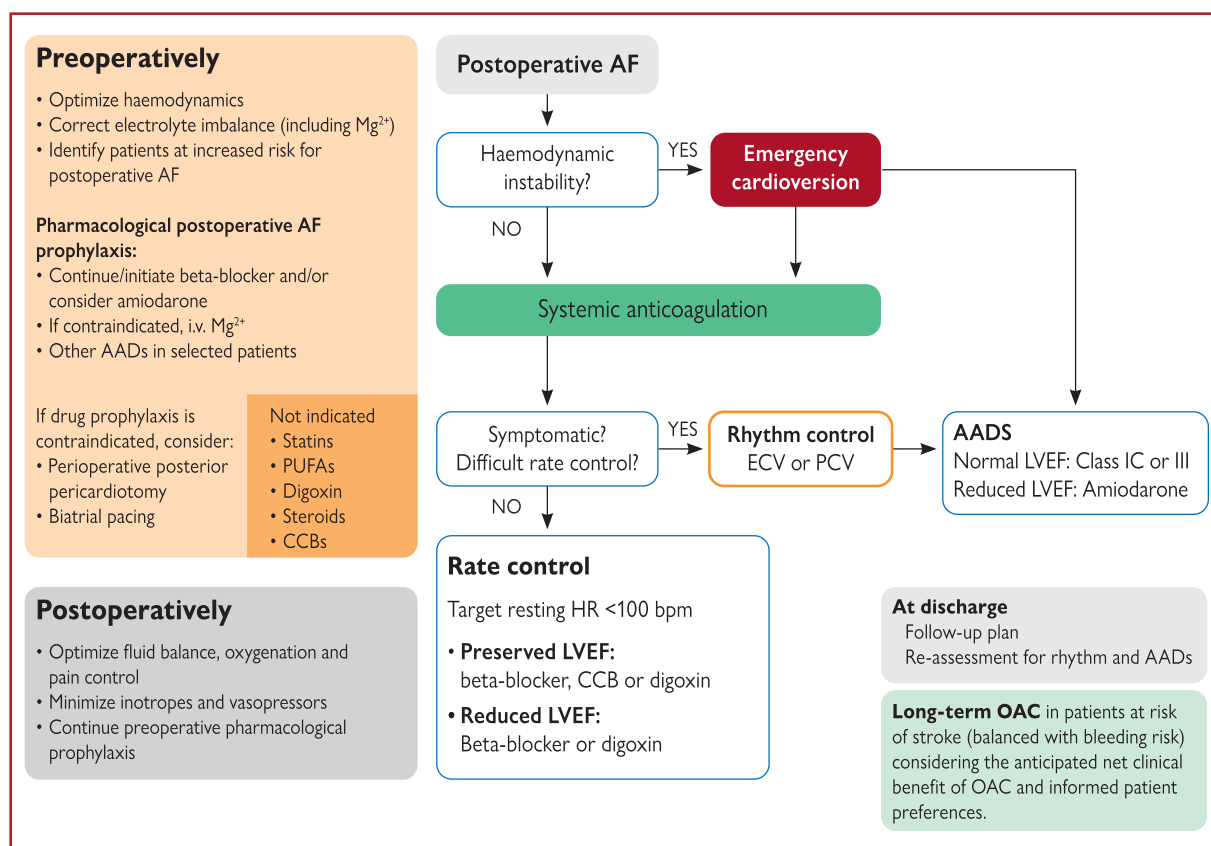 Preoperatively
• Optimize haemodynamics
• Correct electrolyte imbalance (including Mg²⁺)
• Identify patients at increased risk for
postoperative AF
Pharmacological postoperative AF
prophylaxis:
• Continue/initiate beta-blocker and/or
consider amiodarone
• If contraindicated, i.v. Mg²⁺
• Other AADs in selected patients
If drug prophylaxis is
contraindicated, consider:
• Perioperative posterior
pericardiotomy
• Biatrial pacing
Not indicated
• Statins
• PUFAs
• Digoxin
• Steroids
• CCBs
Postoperatively
• Optimize fluid balance, oxygenation and
pain control
• Minimize inotropes and vasopressors
• Continue preoperative pharmacological
prophylaxis
Postoperative AF
Haemodynamic
instability?
YES
Emergency
cardioversion
NO
Systemic anticoagulation
Symptomatic?
Difficult rate control?
YES
Rhythm control
ECV or PCV
AADS
Normal LVEF: Class IC or III
Reduced LVEF: Amiodarone
NO
Rate control
Target resting HR <100 bpm
• Preserved LVEF:
beta-blocker, CCB or digoxin
• Reduced LVEF:
Beta-blocker or digoxin
At discharge
Follow-up plan
Re-assessment for rhythm and AADs
Long-term OAC in patients at risk
of stroke (balanced with bleeding risk)
considering the anticipated net clinical
benefit of OAC and informed patient
preferences.